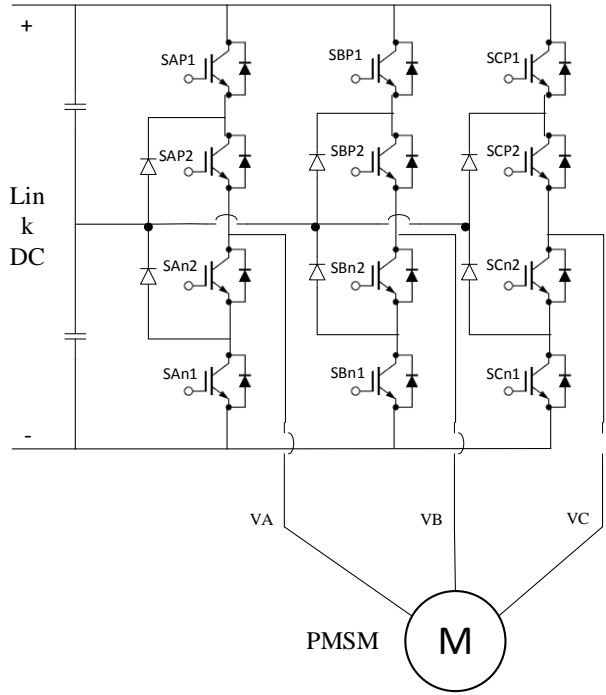 +
SAP1
SBP1
SCP1
SAP2
SBP2
SCP2
Lin
k
DC
SAn2
SBn2
SCn2
SAn1
SBn1
SCn1
-
VA
VB
VC
PMSM
M